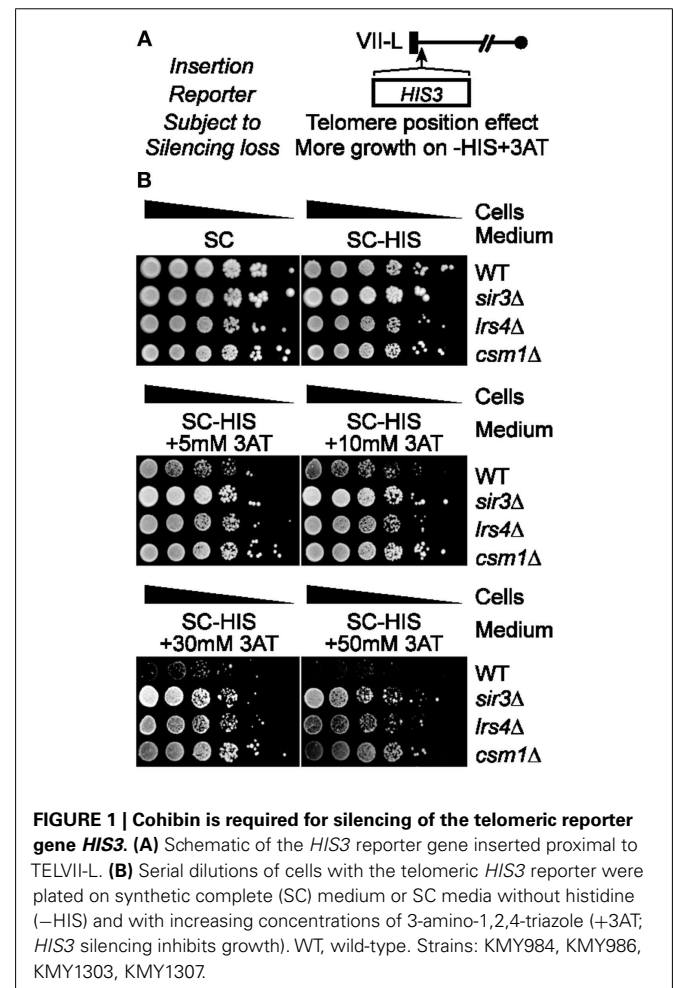 A
VII-L
Insertion
Reporter
HIS3
Subject to
Telomere position effect
Silencing loss
More growth on -HIS+3AT
B
Cells
SC
SC-HIS
Medium
WT
sir3Δ
lrs4Δ
csm1Δ
Cells
SC-HIS
+5mM 3AT
SC-HIS
+10mM 3AT
Medium
WT
sir3Δ
lrs4Δ
csm1Δ
Cells
SC-HIS
+30mM 3AT
SC-HIS
+50mM 3AT
Medium
WT
sir3Δ
lrs4Δ
csm1Δ
FIGURE 1 | Cohibin is required for silencing of the telomeric reporter
gene HIS3. (A) Schematic of the HIS3 reporter gene inserted proximal to
TELVII-L. (B) Serial dilutions of cells with the telomeric HIS3 reporter were
plated on synthetic complete (SC) medium or SC media without histidine
(−HIS) and with increasing concentrations of 3-amino-1,2,4-triazole (+3AT;
HIS3 silencing inhibits growth). WT, wild-type. Strains: KMY984, KMY986,
KMY1303, KMY1307.